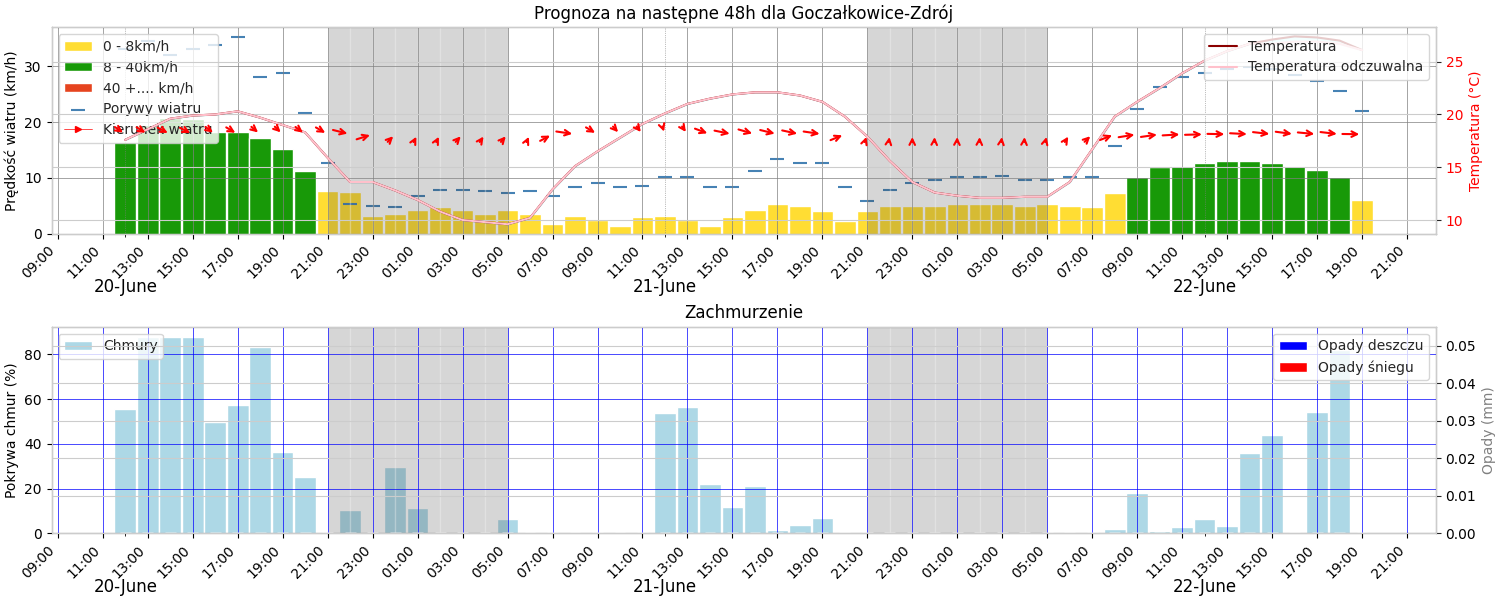 Prognoza na następne 48h dla Goczałkowice-Zdrój
Prędkość wiatru (km/h)
Temperatura (°C)
0 - 8km/h
8 - 40km/h
40 +.... km/h
Porywy wiatru
Kierunek wiatru
Temperatura
Temperatura odczuwalna
30
20
10
0
25
20
15
10
09:00 11:00 13:00 15:00 17:00 19:00 21:00 23:00 01:00 03:00 05:00 07:00 09:00 11:00 13:00 15:00 17:00 19:00 21:00 23:00 01:00 03:00 05:00 07:00 09:00 11:00 13:00 15:00 17:00 19:00 21:00
20-June 21-June 22-June
Zachmurzenie
Pokrywa chmur (%)
Opady (mm)
Chmury
Opady deszczu
Opady śniegu
80
60
40
20
0
0.05
0.04
0.03
0.02
0.01
0.00
09:00 11:00 13:00 15:00 17:00 19:00 21:00 23:00 01:00 03:00 05:00 07:00 09:00 11:00 13:00 15:00 17:00 19:00 21:00 23:00 01:00 03:00 05:00 07:00 09:00 11:00 13:00 15:00 17:00 19:00 21:00
20-June 21-June 22-June